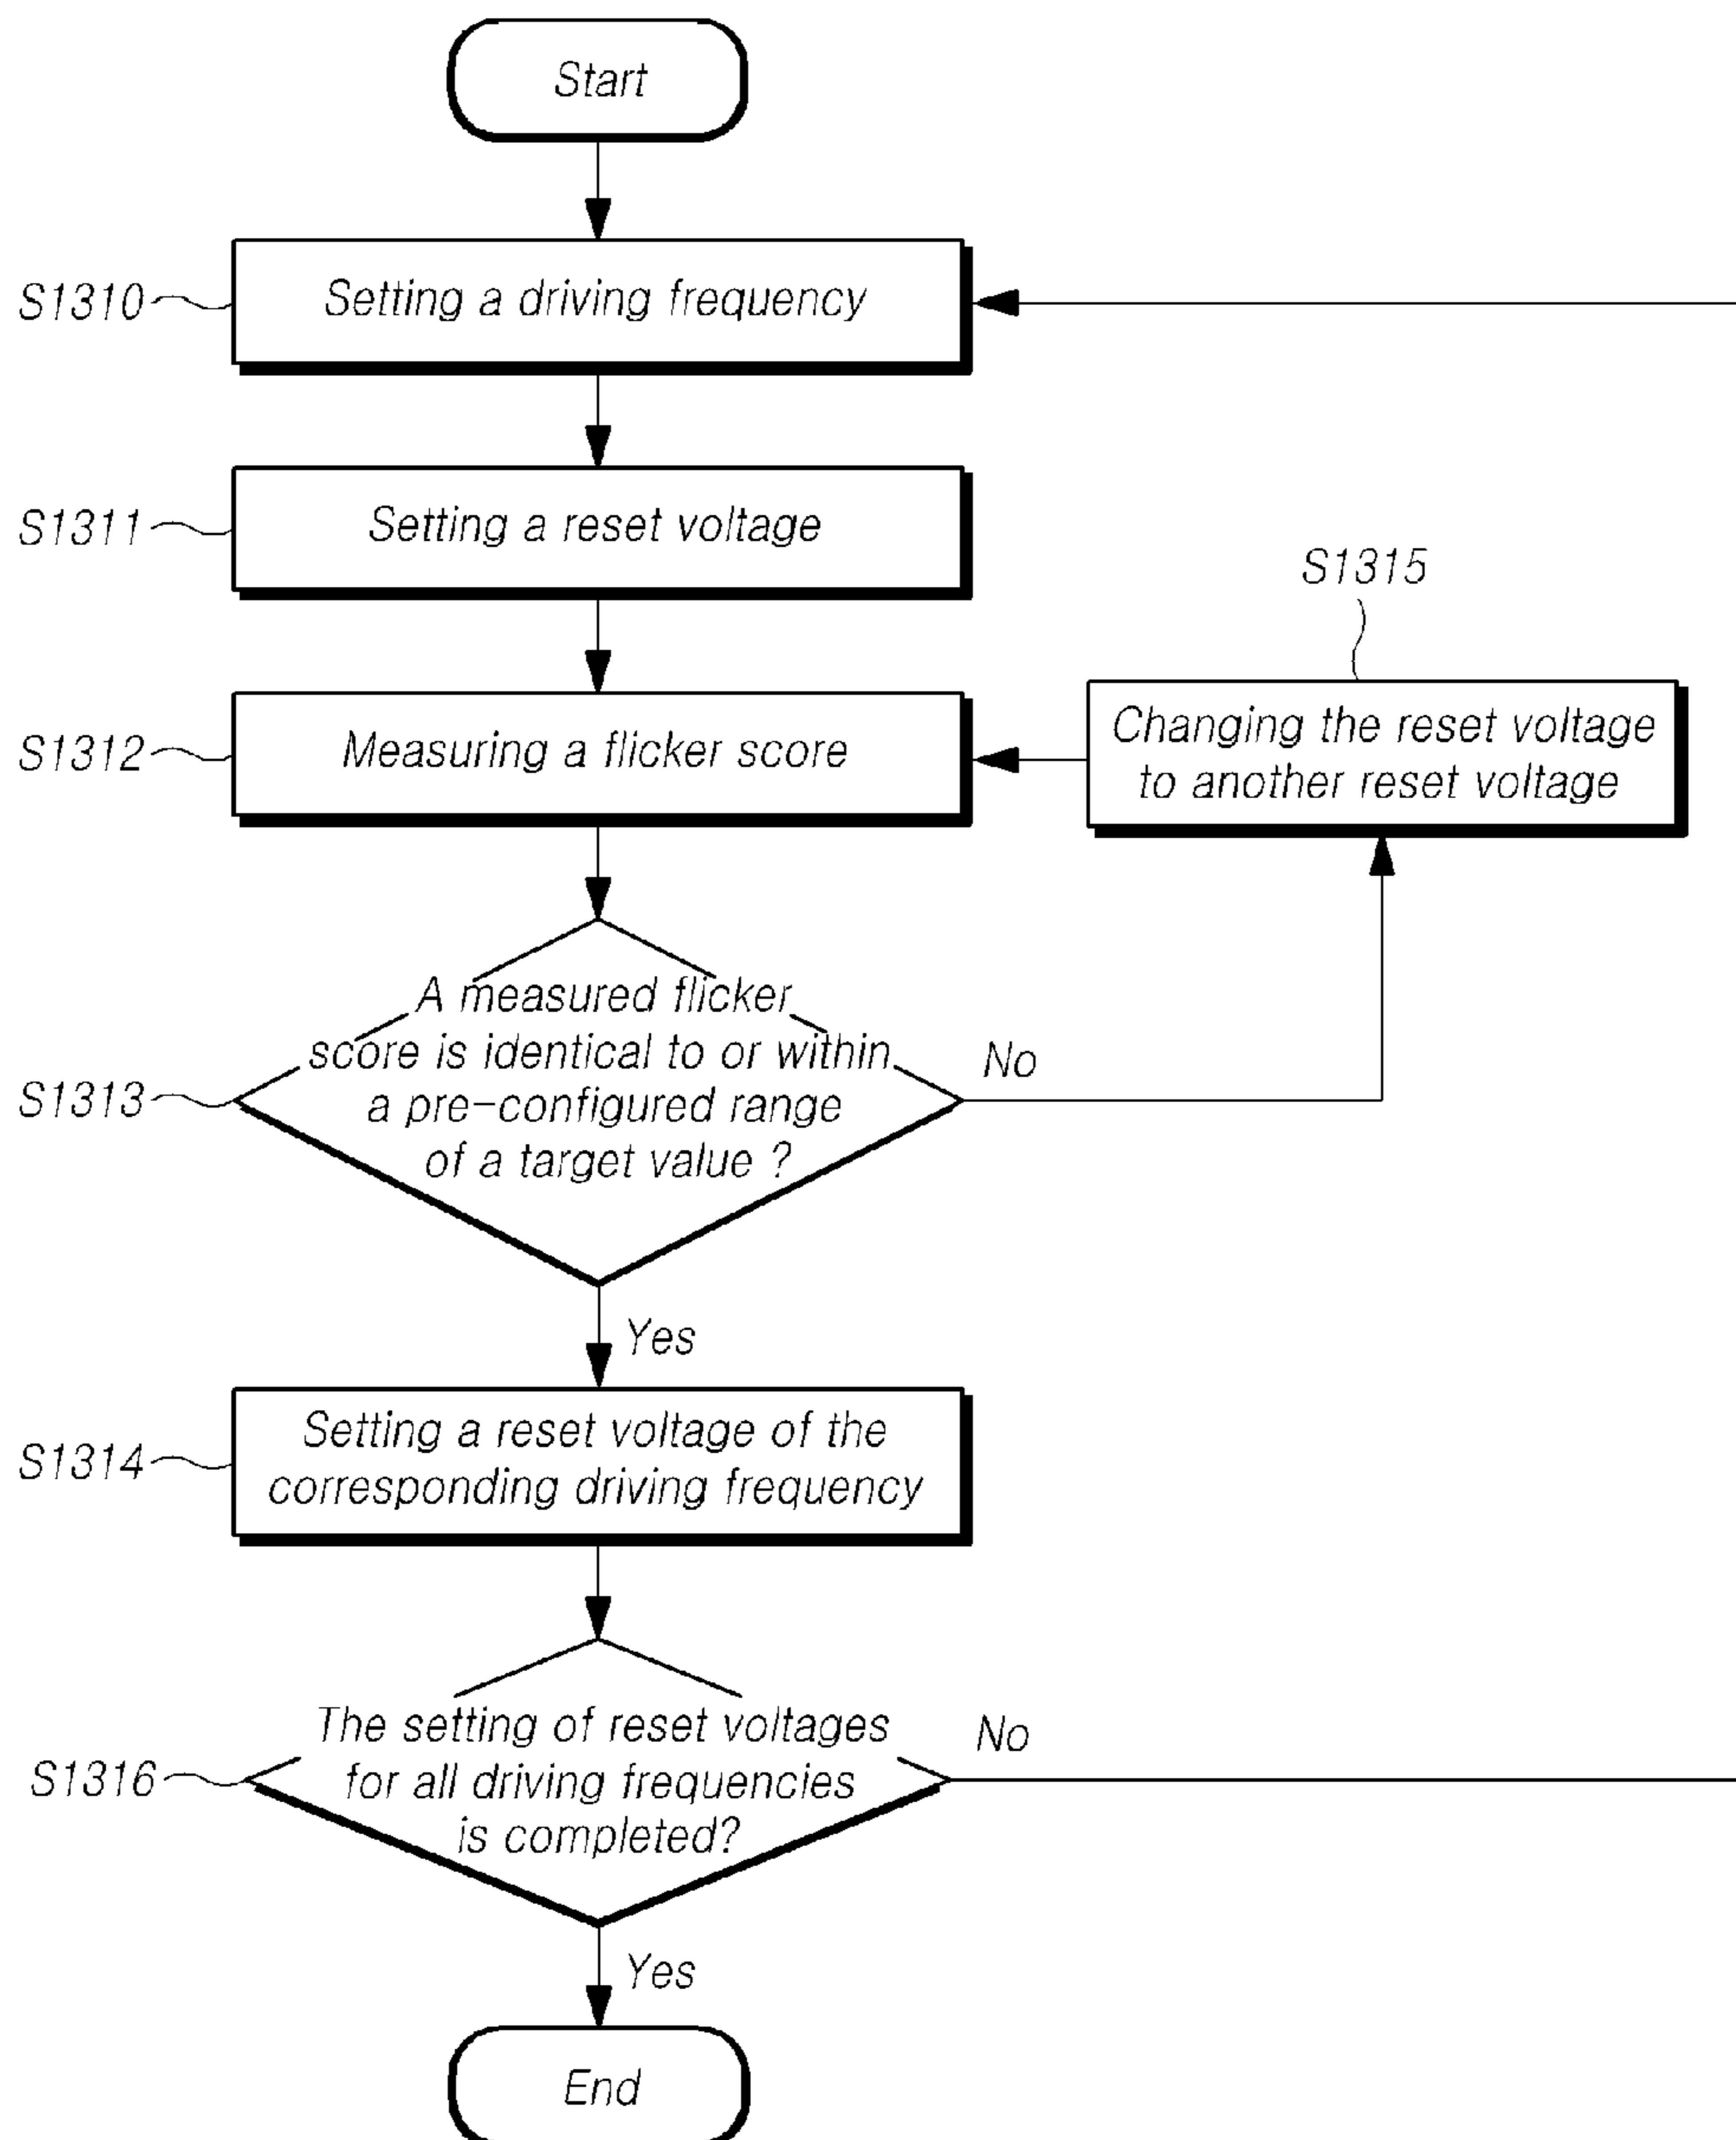 Start
S1310
Setting a driving frequency
S1311
Setting a reset voltage
S1315
S1312
Measuring a flicker score
Changing the reset voltage
to another reset voltage
A measured flicker
score is identical to or within
a pre-configured range
of a target value ?
S1313
No
Yes
S1314
Setting a reset voltage of the
corresponding driving frequency
The setting of reset voltages
for all driving frequencies
is completed?
S1316
No
Yes
End